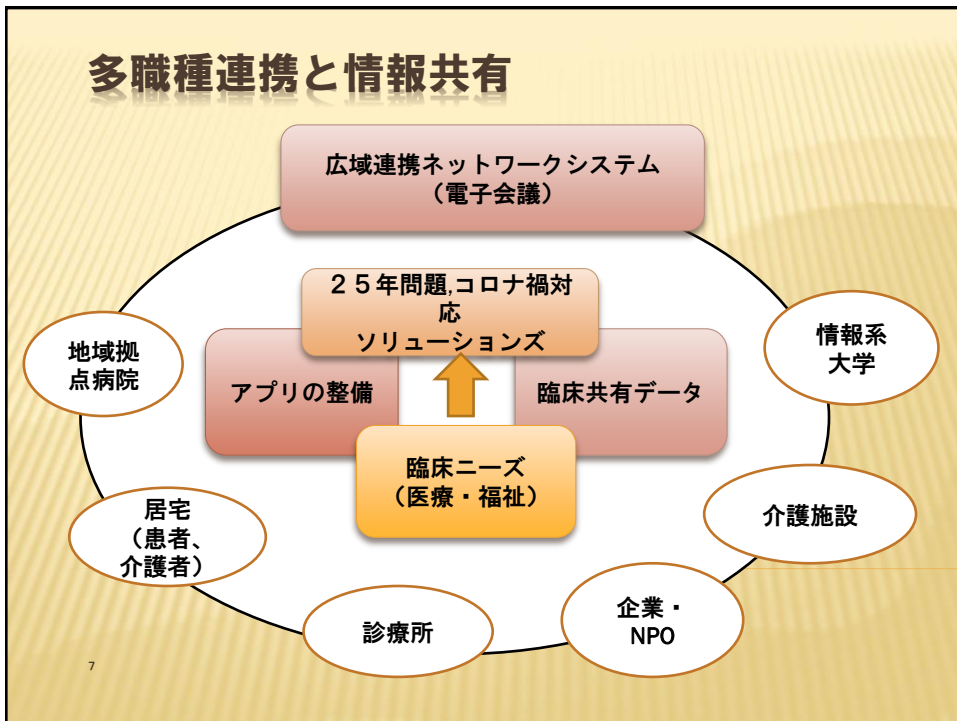 多職種連携と情報共有
広域連携ネットワークシステム
（電子会議）
２５年問題,コロナ禍対
応
ソリューションズ
地域拠
点病院
情報系
大学
アプリの整備
臨床共有データ
臨床ニーズ
（医療・福祉）
居宅
（患者、
介護者）
介護施設
診療所
企業・
NPO
7